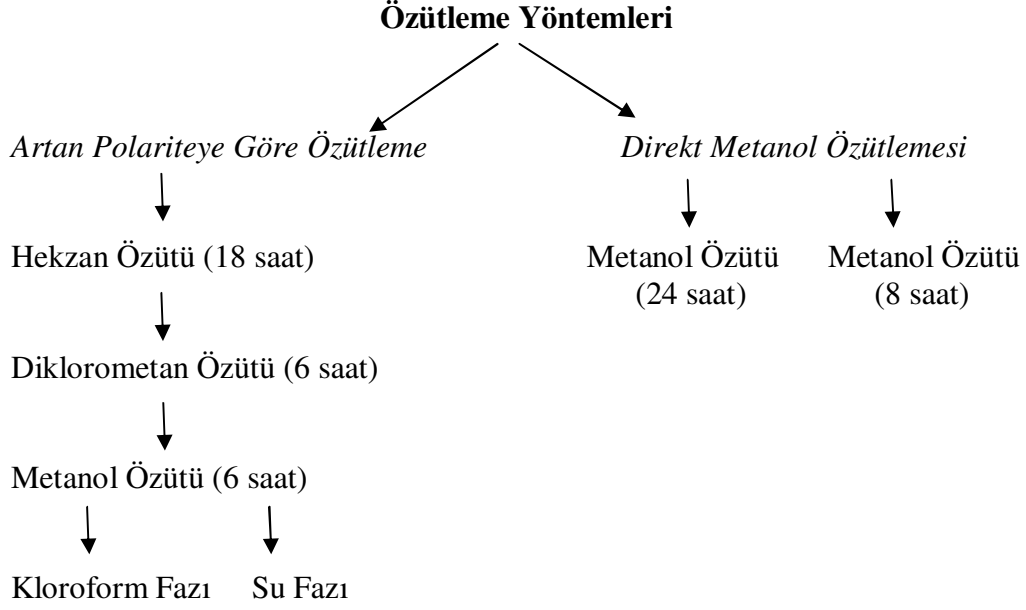 Özütleme Yöntemleri
Artan Polariteye Göre Özütleme
Direkt Metanol Özütlemesi
Hekzan Özütü (18 saat)
Metanol Özütü
(24 saat)
Metanol Özütü
(8 saat)
Diklorometan Özütü (6 saat)
Metanol Özütü (6 saat)
Kloroform Fazı
Su Fazı